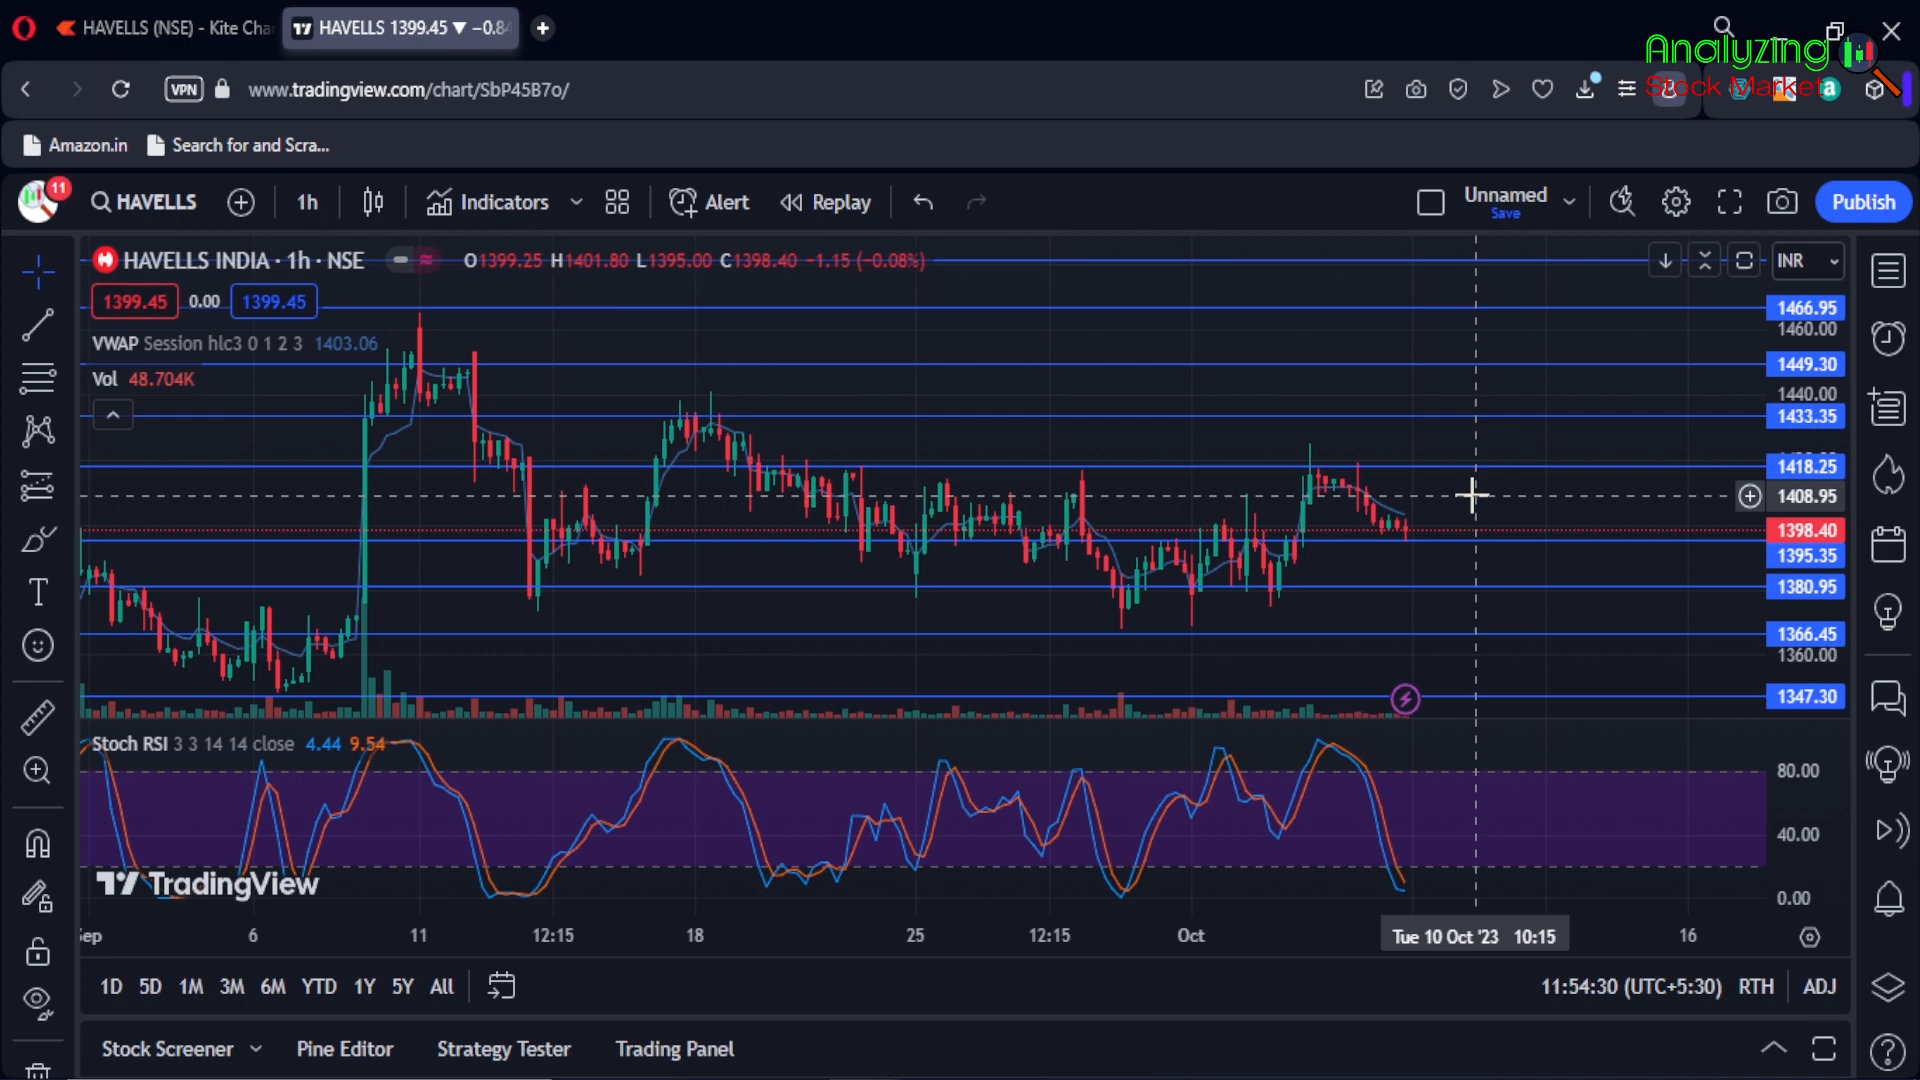 HAVELLS (NSE) - Kite Cha
HAVELLS 1399.45 ▼ −0.84
Analyzing
Stock Market
VPN
www.tradingview.com/chart/SbP45B7o/
Amazon.in
Search for and Scra...
11
HAVELLS
1h
Indicators
Alert
Replay
Unnamed
Save
Publish
HAVELLS INDIA · 1h · NSE
O1399.25 H1401.80 L1395.00 C1398.40 −1.15 (−0.08%)
INR
1399.45 0.00 1399.45
VWAP Session hlc3 0 1 2 3 1403.06
Vol 48.704K
1466.95
1460.00
1449.30
1440.00
1433.35
1418.25
1408.95
1398.40
1395.35
1380.95
1366.45
1360.00
1347.30
Stoch RSI 3 3 14 14 close 4.44 9.54
80.00
40.00
0.00
TradingView
Sep 6 11 12:15 18 25 12:15 Oct Tue 10 Oct '23 10:15 16
1D 5D 1M 3M 6M YTD 1Y 5Y All
11:54:30 (UTC+5:30) RTH ADJ
Stock Screener Pine Editor Strategy Tester Trading Panel